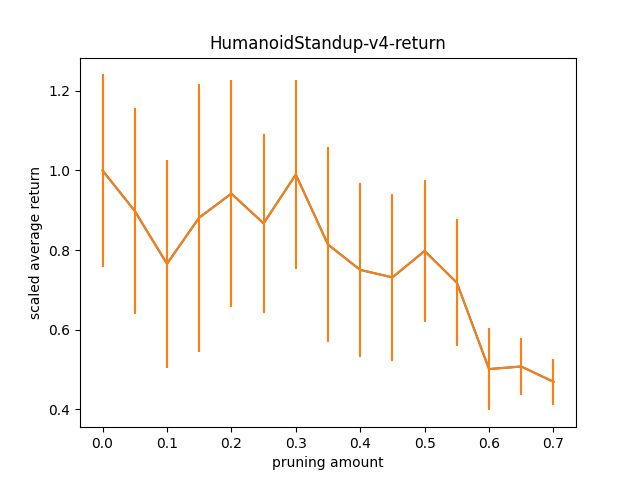 HumanoidStandup-v4-return
scaled average return
1.2
1.0
0.8
0.6
0.4
0.0 0.1 0.2 0.3 0.4 0.5 0.6 0.7
pruning amount